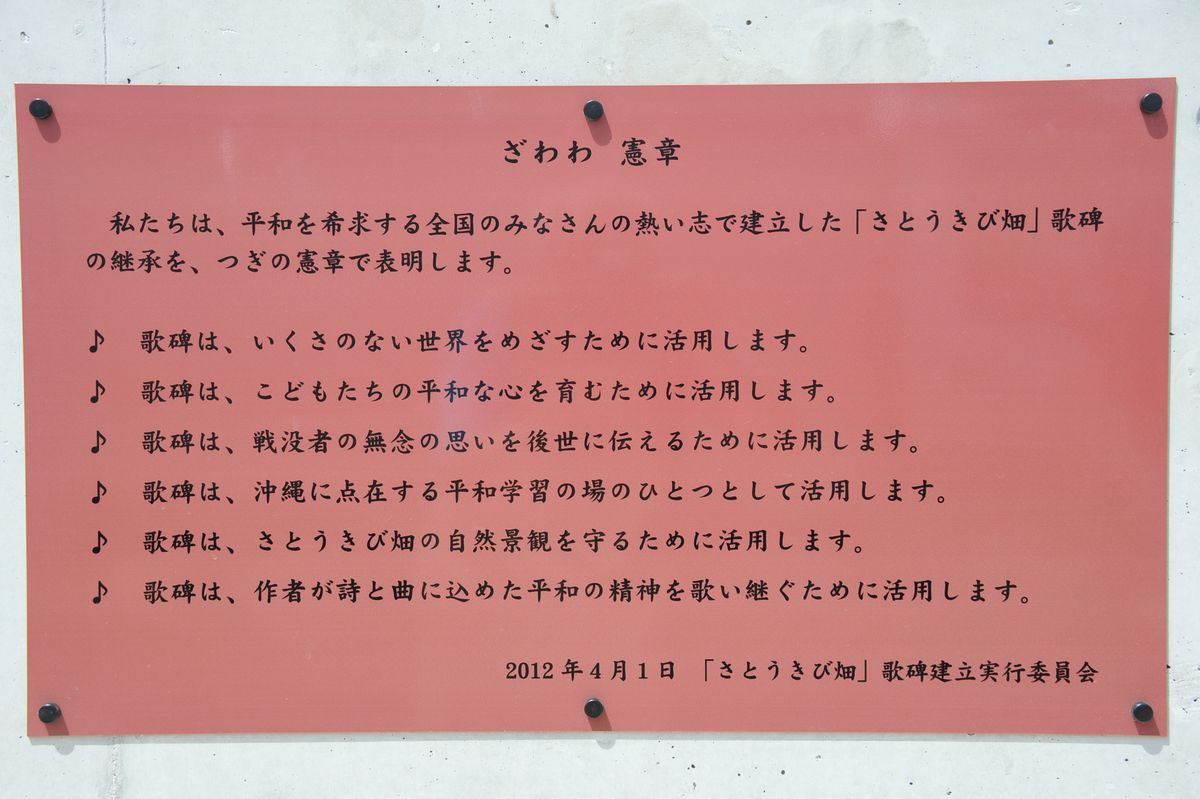 ざわわ 憲章
私たちは、平和を希求する全国のみなさんの熱い志で建立した「さとうきび畑」歌碑
の継承を、つぎの憲章で表明します。
♪ 歌碑は、いくさのない世界をめざすために活用します。
♪ 歌碑は、こどもたちの平和な心を育むために活用します。
♪ 歌碑は、戦没者の無念の思いを後世に伝えるために活用します。
♪ 歌碑は、沖縄に点在する平和学習の場のひとつとして活用します。
♪ 歌碑は、さとうきび畑の自然景観を守るために活用します。
♪ 歌碑は、作者が詩と曲に込めた平和の精神を歌い継ぐために活用します。
2012年4月1日 「さとうきび畑」歌碑建立実行委員会